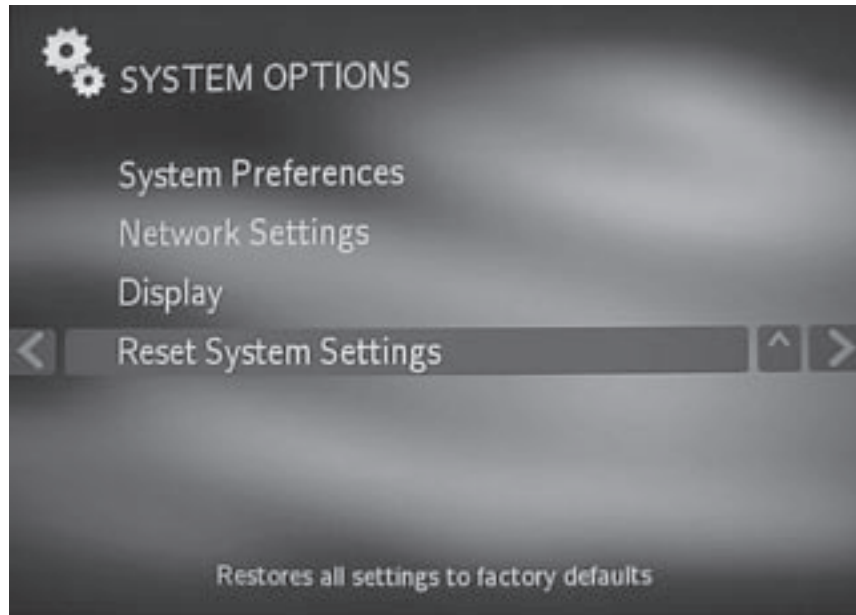 SYSTEM OPTIONS
System Preferences
Network Settings
Display
Reset System Settings
Restores all settings to factory defaults